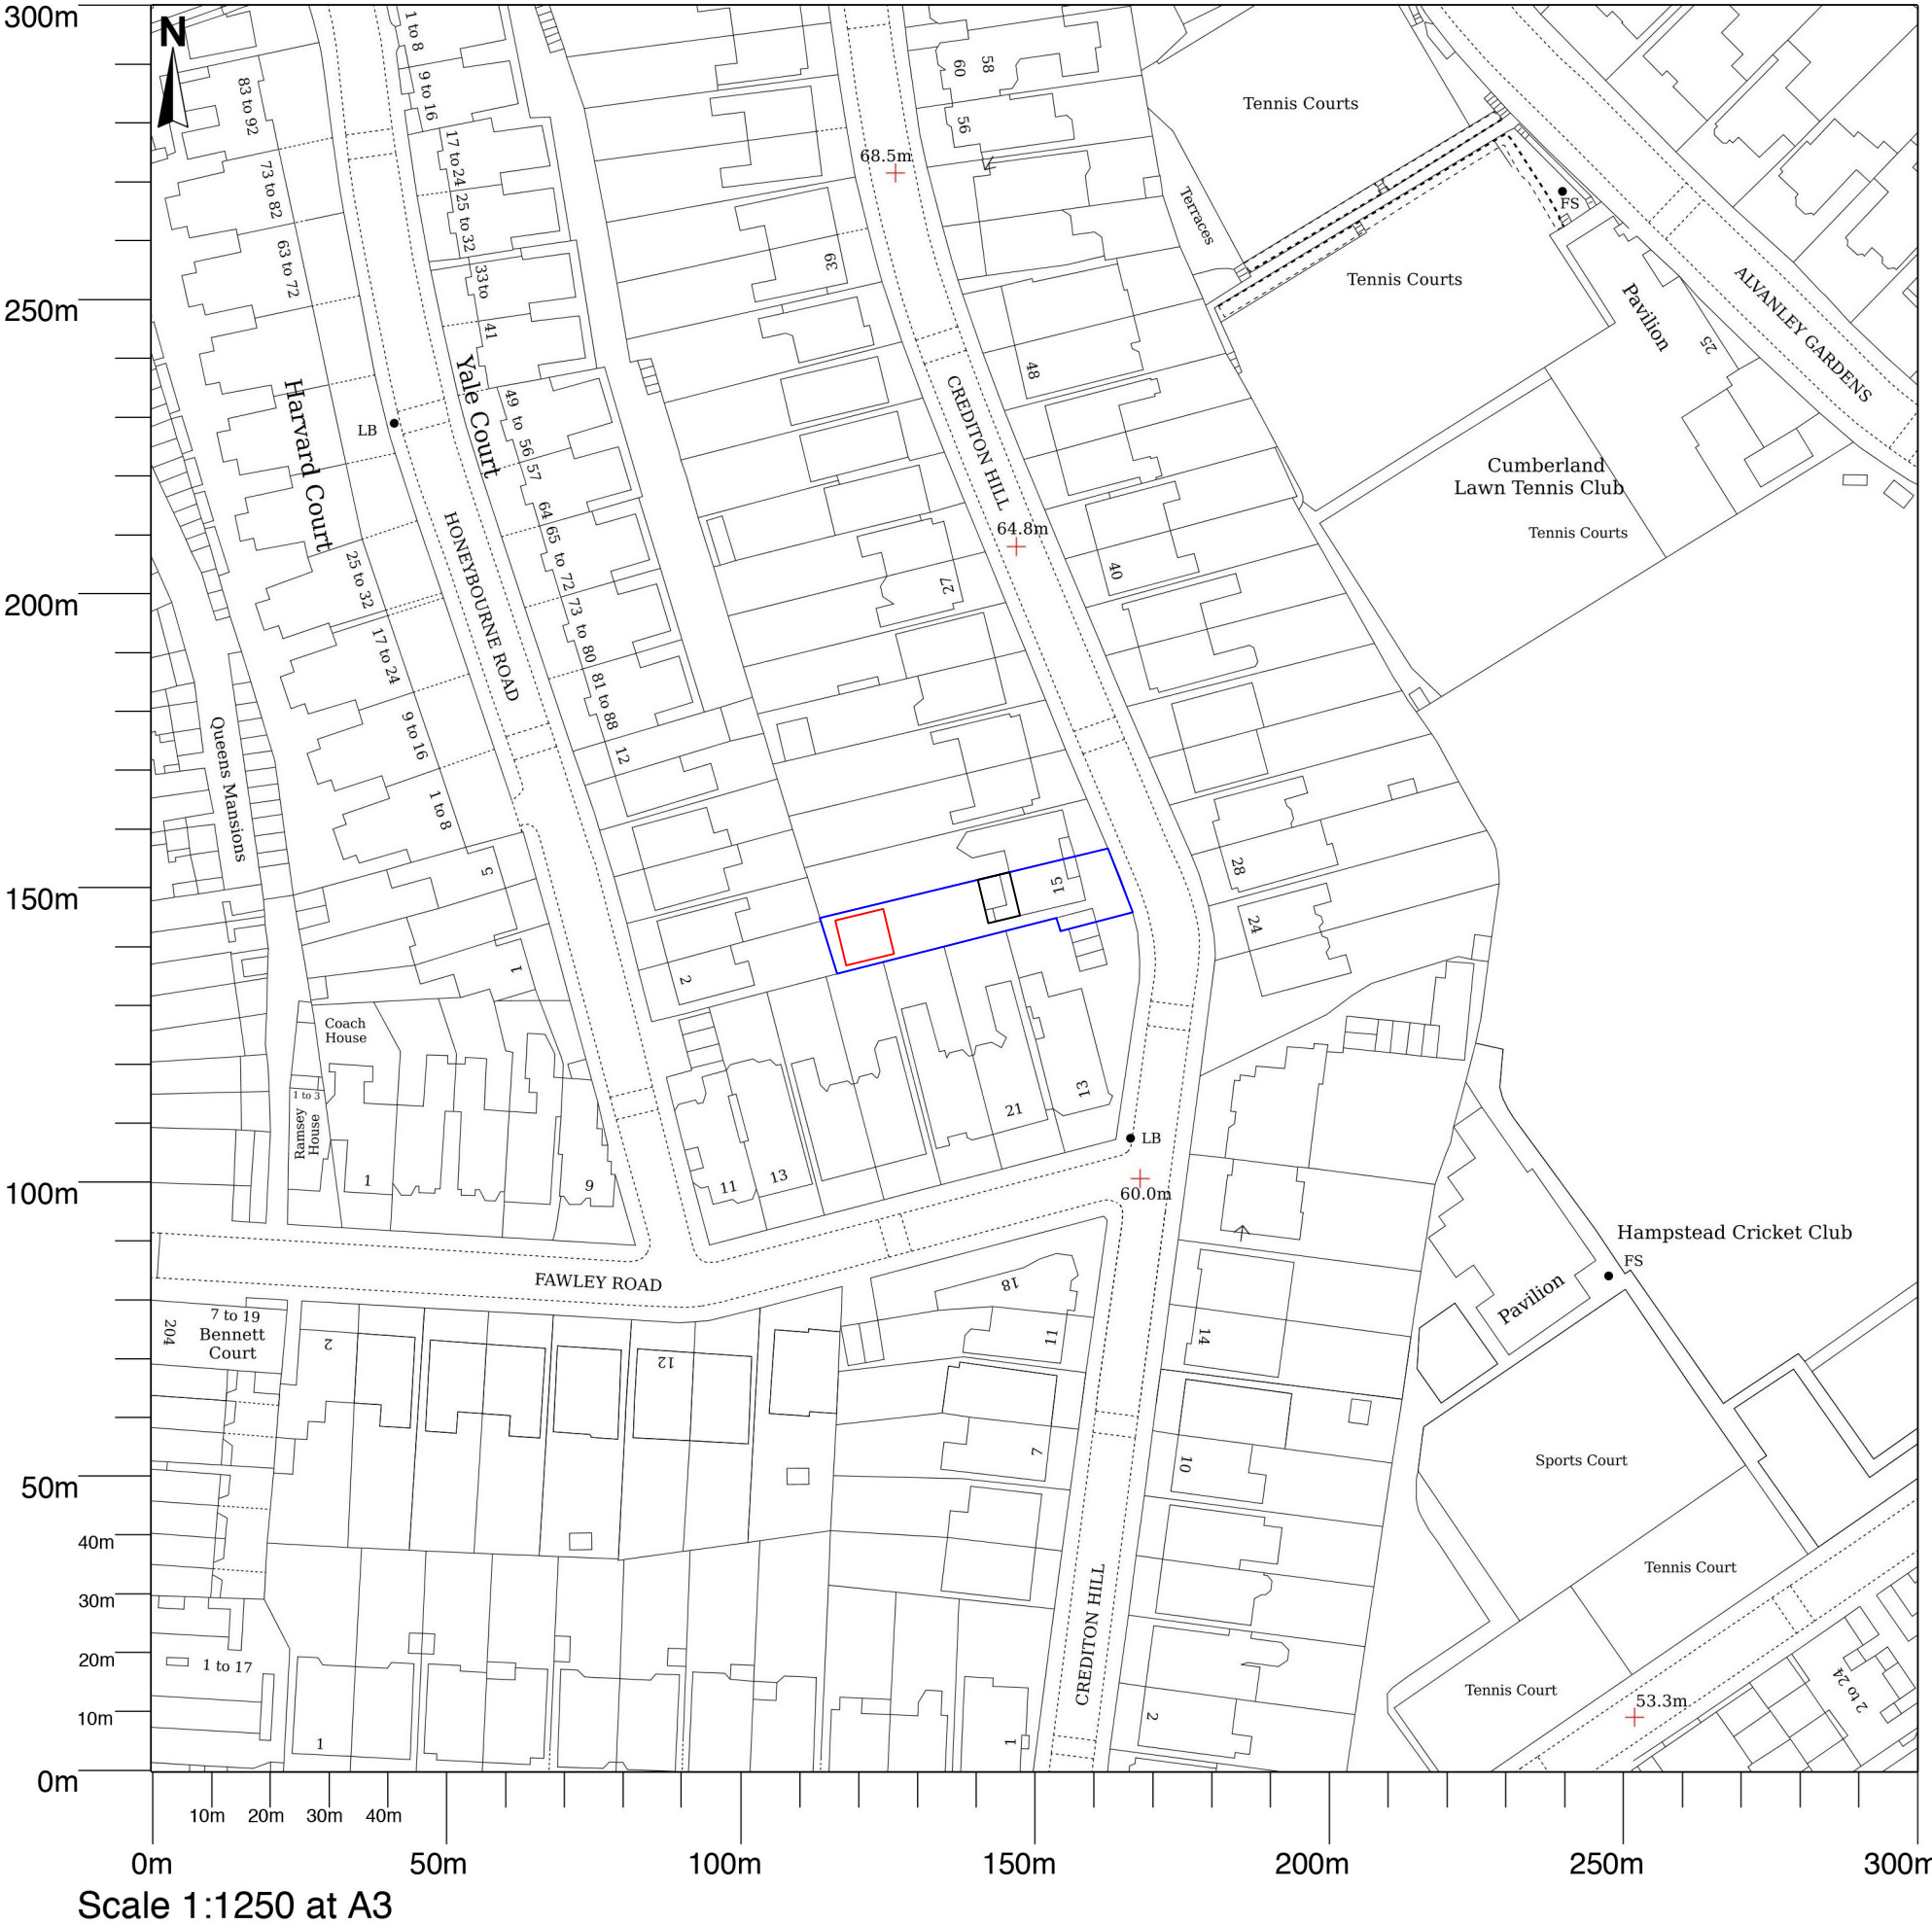 300m
250m
200m
150m
100m
50m
40m
30m
20m
10m
0m
N
1 to 8
9 to 16
17 to 24
25 to 32
33 to
41
49 to 56
57
64
65 to 72
73 to 80
81 to 88
12
83 to 92
73 to 82
63 to 72
Harvard Court
Yale Court
LB
HONEYBOURNE ROAD
25 to 32
17 to 24
9 to 16
1 to 8
5
1
2
Queens Mansions
60
58
56
68.5m
39
48
CREDITON HILL
64.8m
27
40
15
28
24
Tennis Courts
Terraces
Tennis Courts
FS
Pavilion
25
ALVANLEY GARDENS
Cumberland
Lawn Tennis Club
Tennis Courts
Coach
House
1 to 3
Ramsey
House
1
9
11
13
21
13
LB
60.0m
FAWLEY ROAD
204
7 to 19
Bennett
Court
2
12
18
11
7
14
10
2
1
CREDITON HILL
1 to 17
1
Hampstead Cricket Club
FS
Pavilion
Sports Court
Tennis Court
Tennis Court
53.3m
2 to 24
10m
20m
30m
40m
0m
50m
100m
150m
200m
250m
300m
Scale 1:1250 at A3